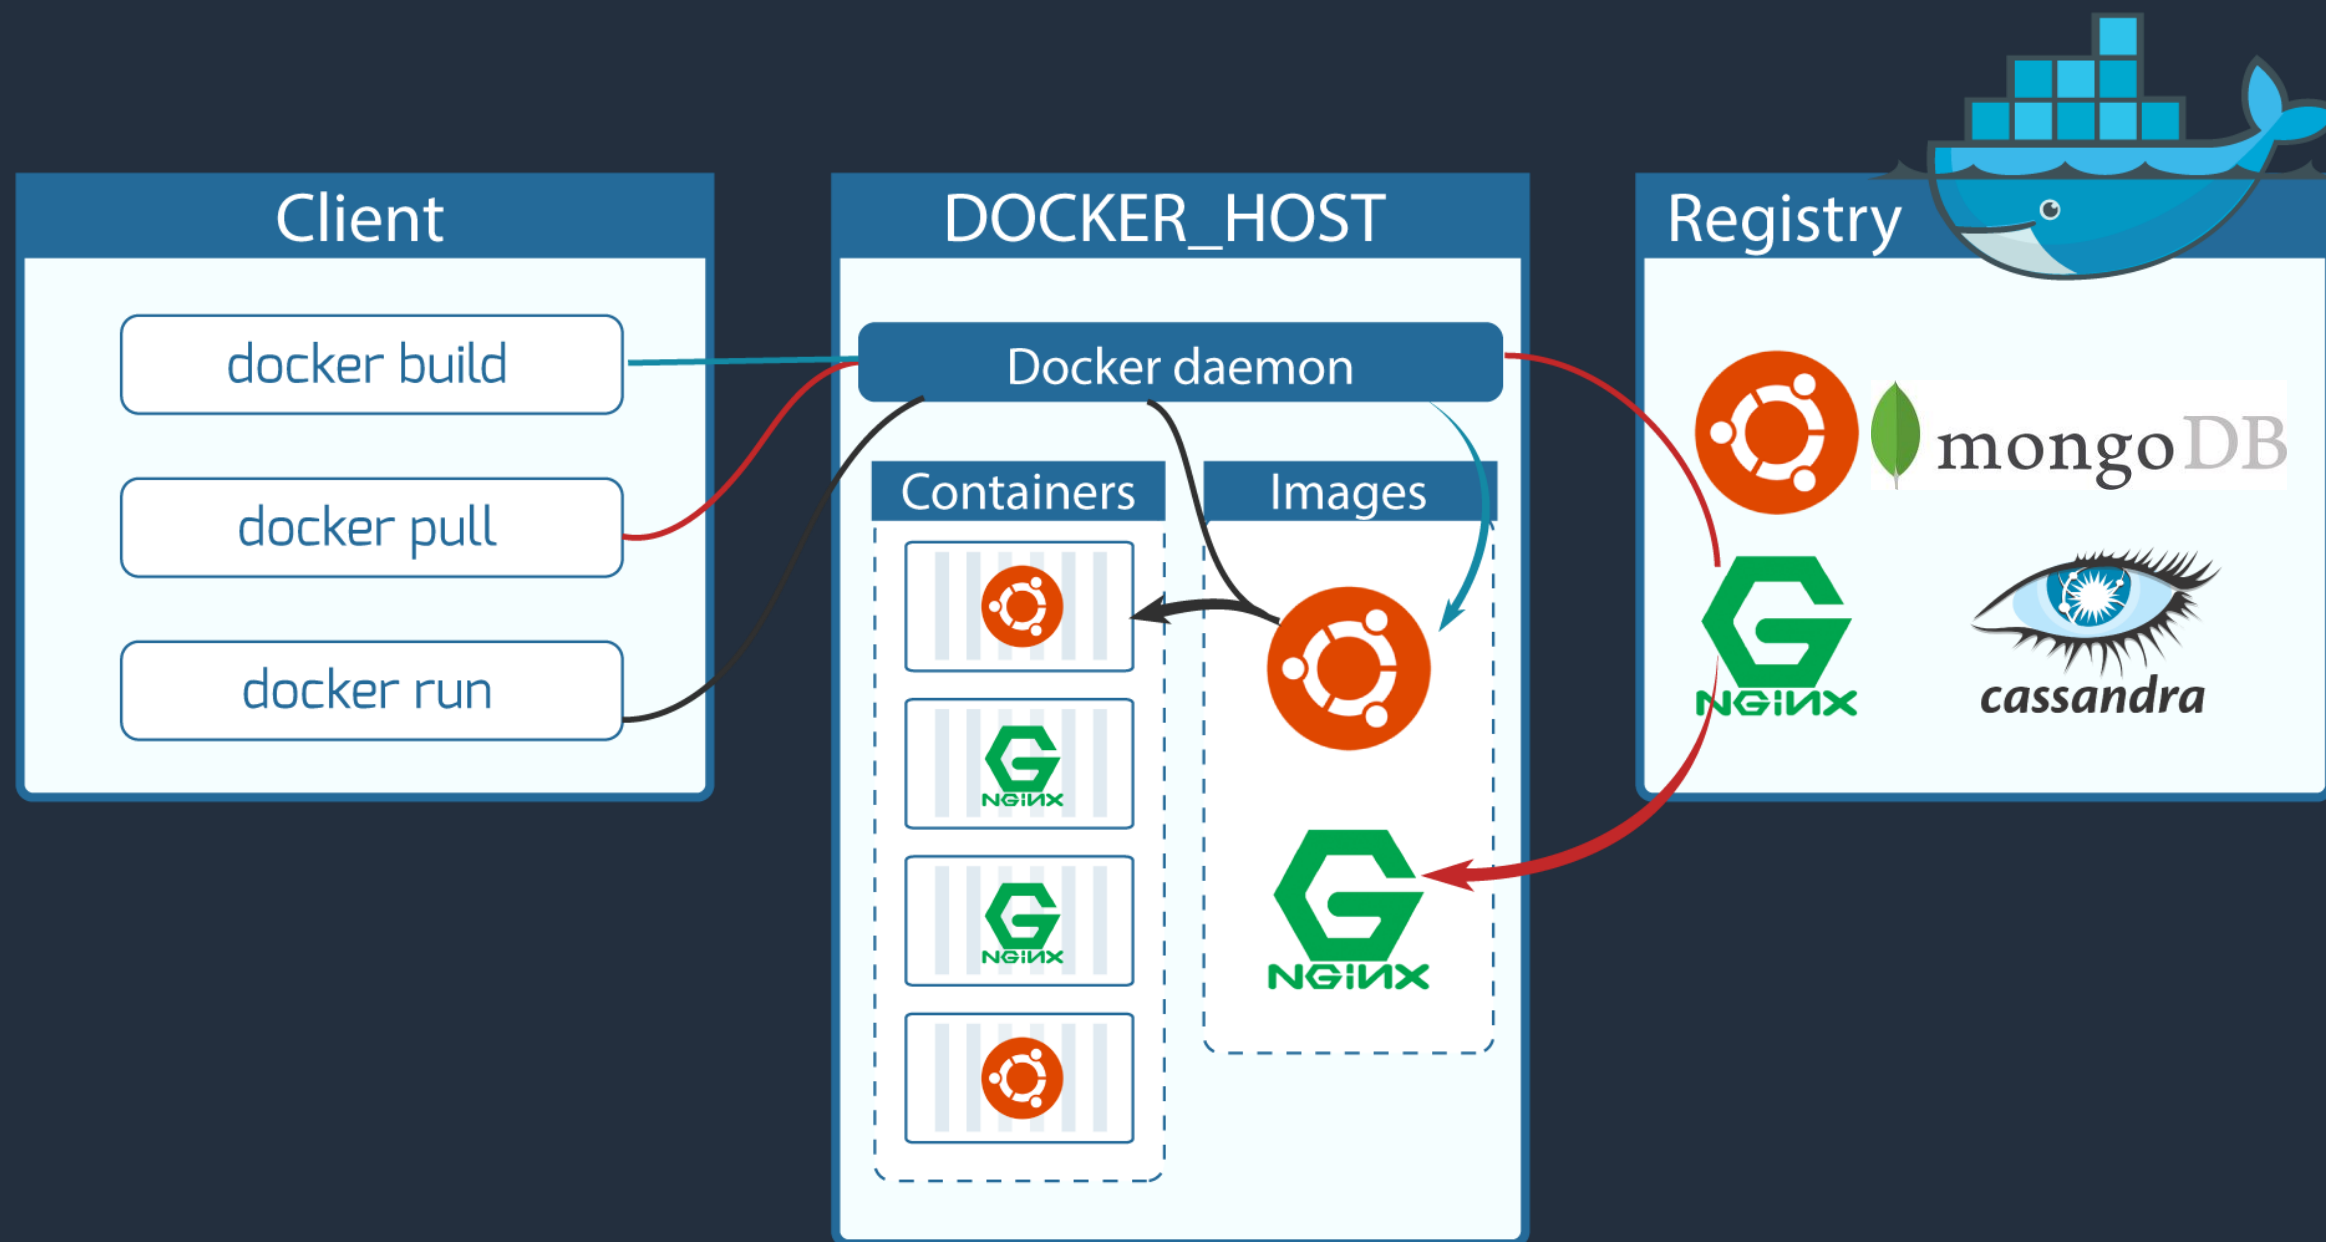 Client
docker build
docker pull
docker run
DOCKER_HOST
Docker daemon
Containers
NGiNX
NGiNX
Images
NGiNX
Registry
mongoDB
NGiNX
cassandra